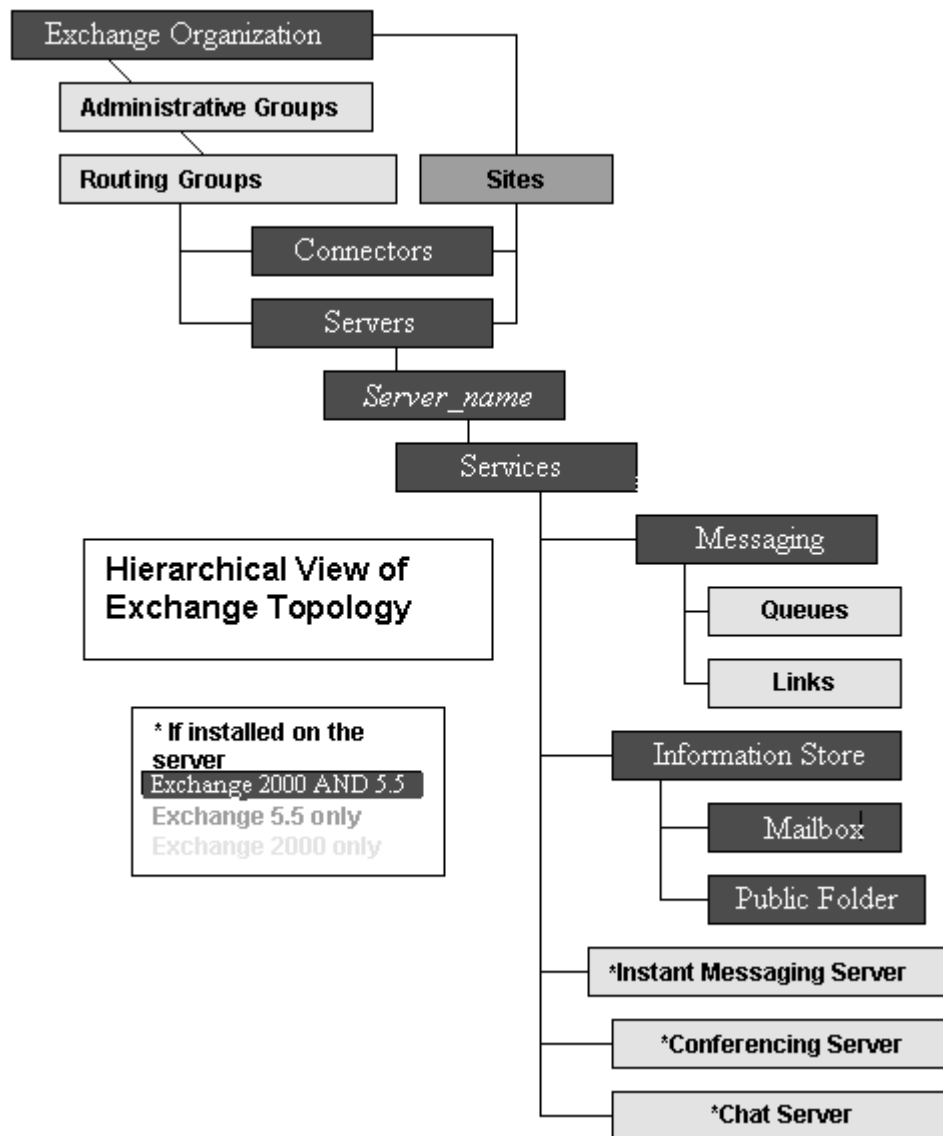 Exchange Organization
Administrative Groups
Routing Groups
Sites
Connectors
Servers
Server_name
Services
Messaging
Hierarchical View of
Exchange Topology
Queues
Links
* If installed on the
server
Exchange 2000 AND 5.5
Exchange 5.5 only
Exchange 2000 only
Information Store
Mailbox
Public Folder
*Instant Messaging Server
*Conferencing Server
*Chat Server